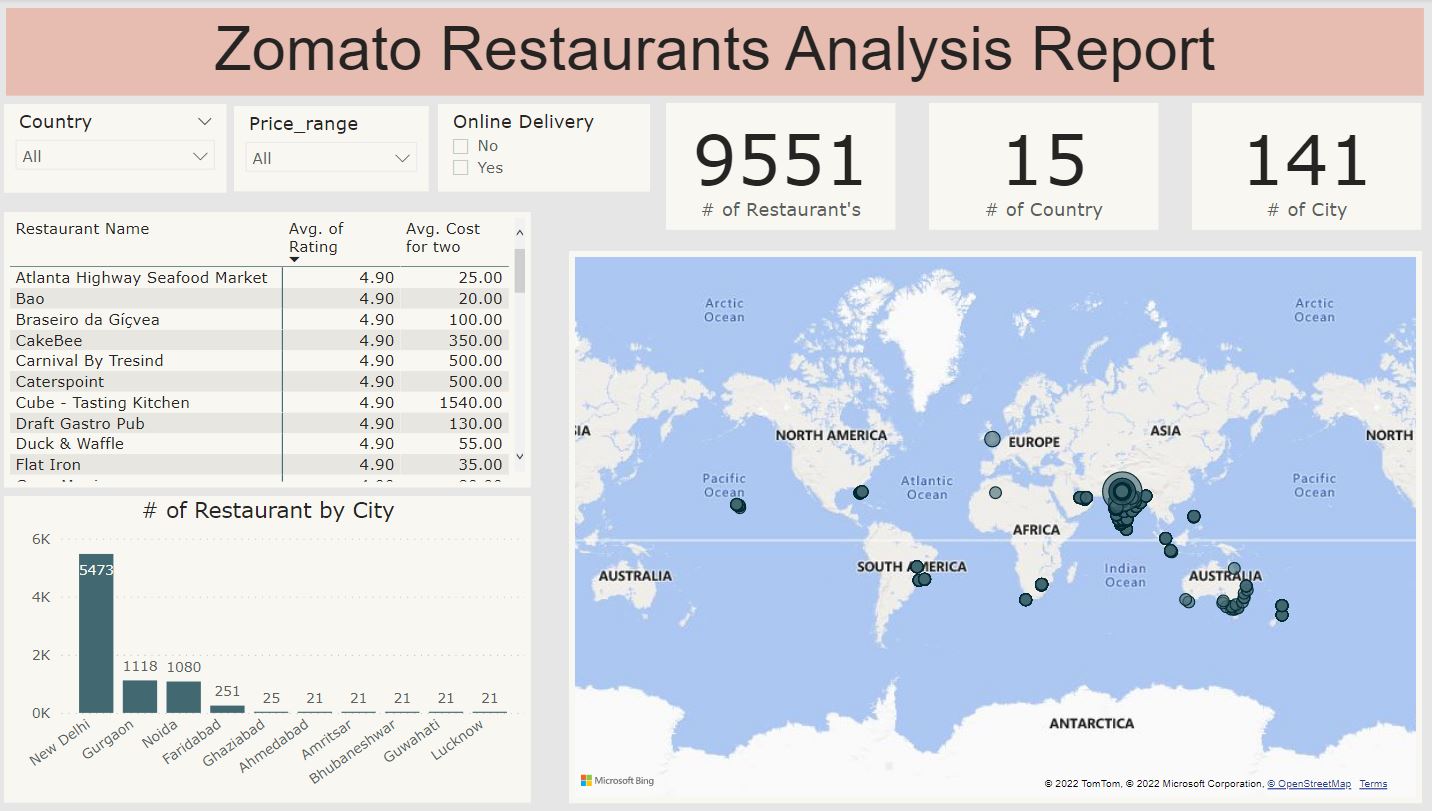 Zomato Restaurants Analysis Report
Country
All
Price_range
All
Online Delivery
No
Yes
9551
# of Restaurant's
15
# of Country
141
# of City
Restaurant Name Avg. of Rating Avg. Cost for two
Atlanta Highway Seafood Market 4.90 25.00
Bao 4.90 20.00
Braseiro da Gíçvea 4.90 100.00
CakeBee 4.90 350.00
Carnival By Tresind 4.90 500.00
Caterspoint 4.90 500.00
Cube - Tasting Kitchen 4.90 1540.00
Draft Gastro Pub 4.90 130.00
Duck & Waffle 4.90 55.00
Flat Iron 4.90 35.00
# of Restaurant by City
6K
4K
2K
0K
5473
1118
1080
251
25
21
21
21
21
21
New Delhi
Gurgaon
Noida
Faridabad
Ghaziabad
Ahmedabad
Amritsar
Bhubaneshwar
Guwahati
Lucknow
Arctic
Ocean
Arctic
Ocean
IA
NORTH AMERICA
EUROPE
ASIA
NORTH
Pacific
Ocean
Atlantic
Ocean
Pacific
Ocean
AFRICA
AUSTRALIA
SOUTH AMERICA
Indian
Ocean
AUSTRALIA
ANTARCTICA
Microsoft Bing
© 2022 TomTom, © 2022 Microsoft Corporation, © OpenStreetMap Terms